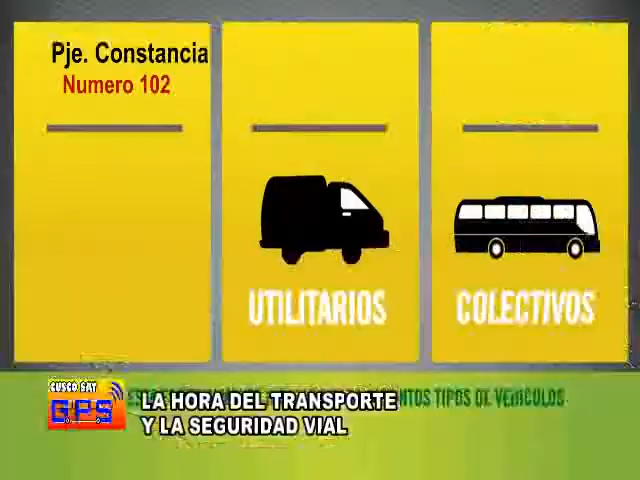 Pje. Constancia
Numero 102
UTILITARIOS
COLECTIVOS
CUSCO SAT
GPS
LA HORA DEL TRANSPORTE
Y LA SEGURIDAD VIAL
TIPOS DE VEHICULOS